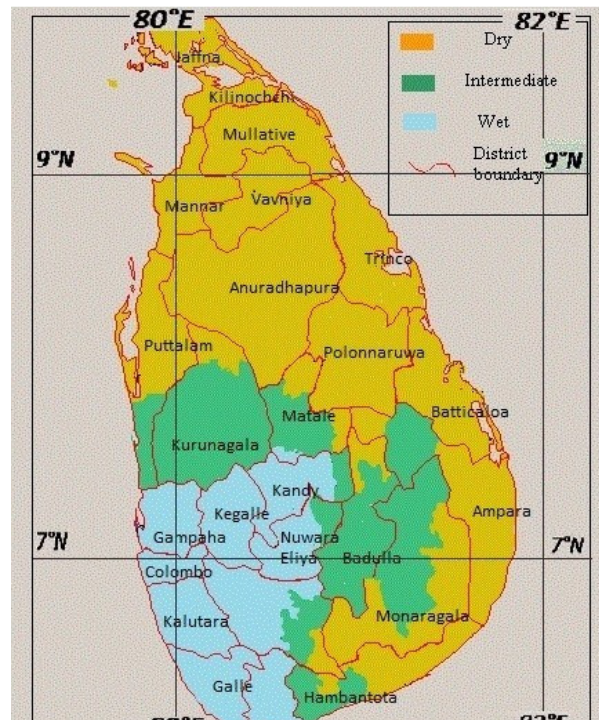 80°E
82°E
Dry
Intermediate
Wet
District
boundary
Jaffna
Kilinochchi
Mullative
9°N
9°N
Mannar
Vavniya
Trinco
Anuradhapura
Puttalam
Polonnaruwa
Batticaloa
Matale
Kurunagala
Kandy
Kegalle
Ampara
Gampaha
Nuwara
Eliya
7°N
7°N
Badulla
Colombo
Kalutara
Monaragala
Galle
Hambantota